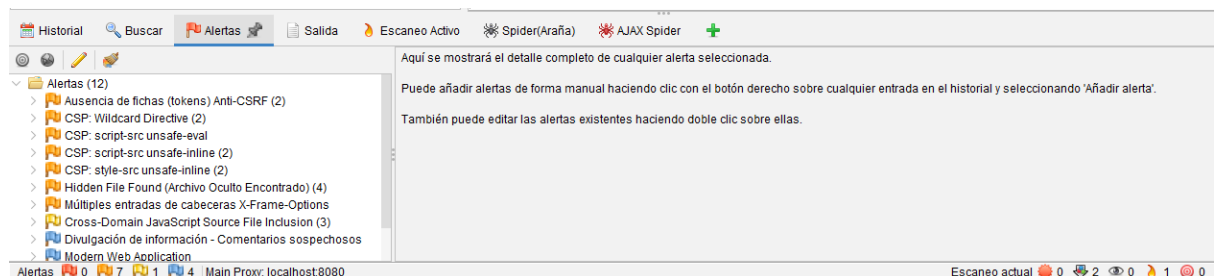 Historial Buscar Alertas Salida Escaneo Activo Spider(Araña) AJAX Spider
Alertas (12)
Ausencia de fichas (tokens) Anti-CSRF (2)
CSP: Wildcard Directive (2)
CSP: script-src unsafe-eval
CSP: script-src unsafe-inline (2)
CSP: style-src unsafe-inline (2)
Hidden File Found (Archivo Oculto Encontrado) (4)
Múltiples entradas de cabeceras X-Frame-Options
Cross-Domain JavaScript Source File Inclusion (3)
Divulgación de información - Comentarios sospechosos
Modern Web Application
Aquí se mostrará el detalle completo de cualquier alerta seleccionada.
Puede añadir alertas de forma manual haciendo clic con el botón derecho sobre cualquier entrada en el historial y seleccionando 'Añadir alerta'.
También puede editar las alertas existentes haciendo doble clic sobre ellas.
Alertas 0 7 1 4 Main Proxy: localhost:8080 Escaneo actual 0 2 0 1 0